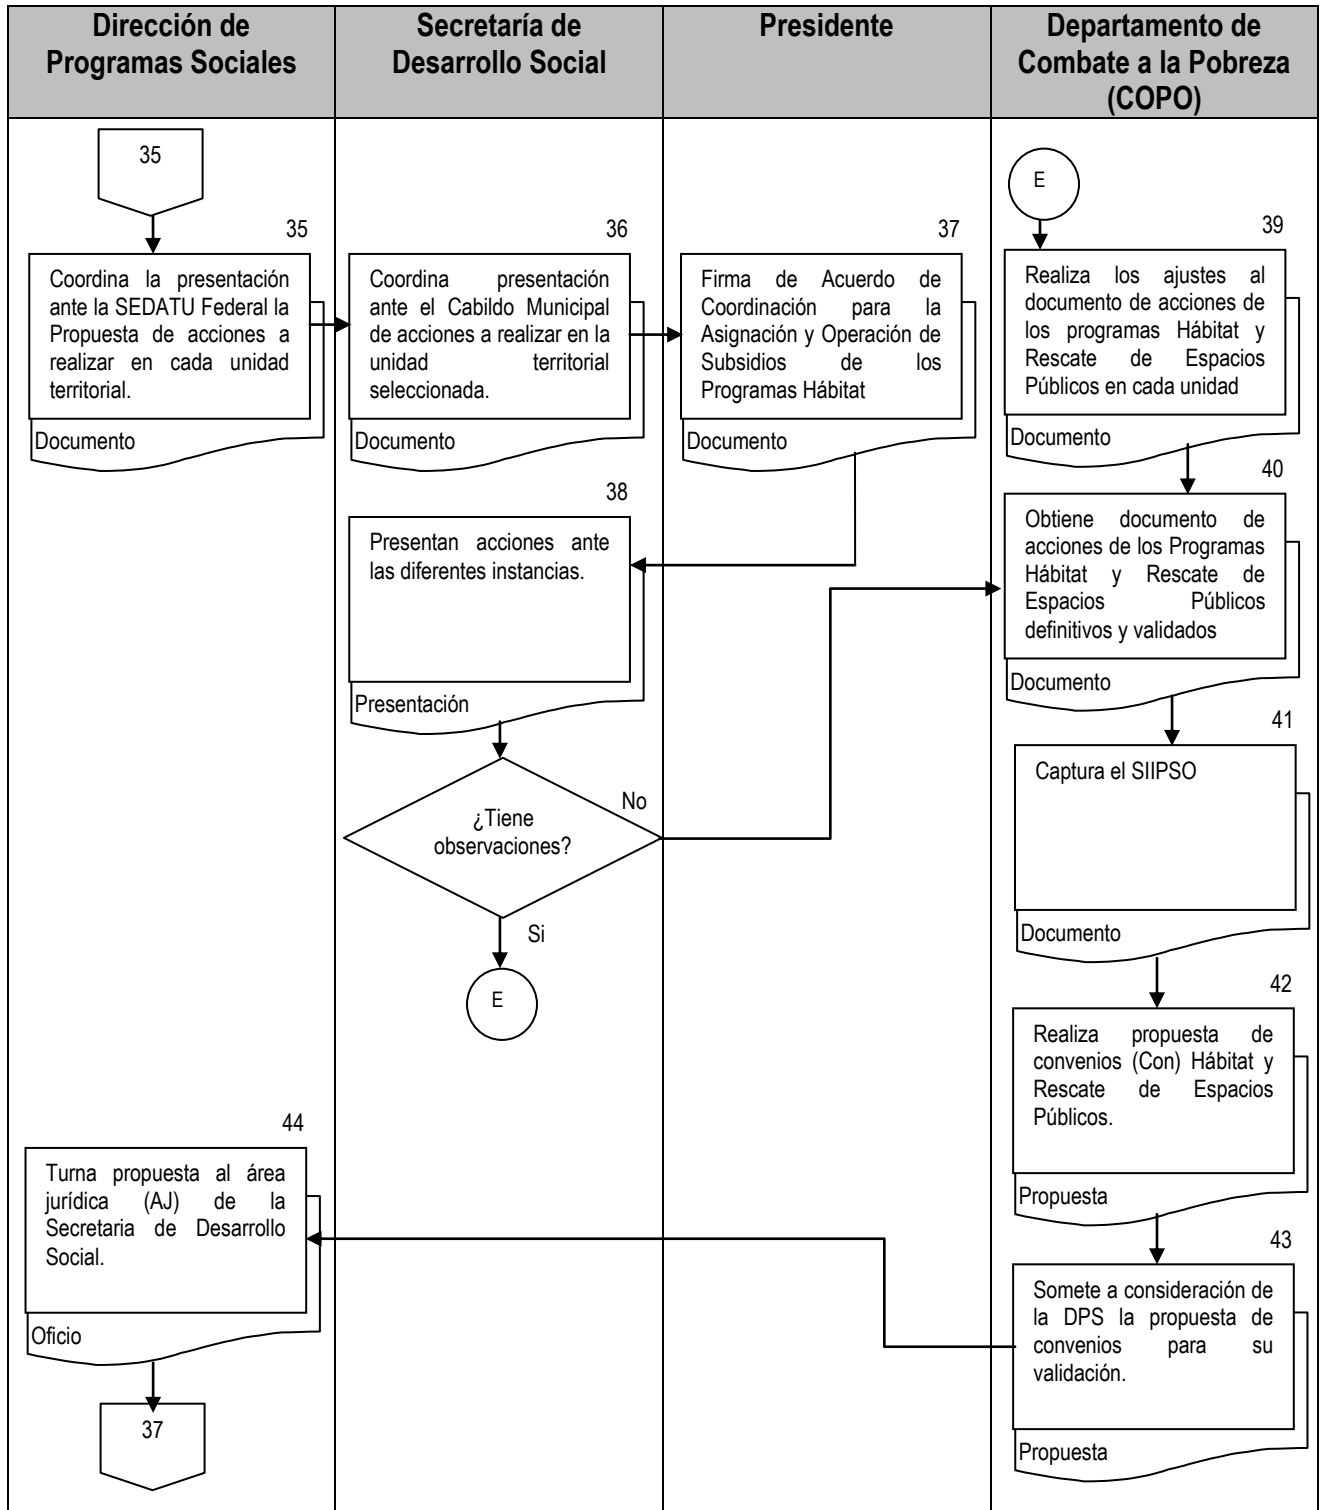 Dirección de
Programas Sociales
Secretaría de
Desarrollo Social
Presidente
Departamento de
Combate a la Pobreza
(COPO)
35
35
Coordina la presentación
ante la SEDATU Federal la
Propuesta de acciones a
realizar en cada unidad
territorial.
Documento
36
Coordina presentación
ante el Cabildo Municipal
de acciones a realizar en la
unidad territorial
seleccionada.
Documento
37
Firma de Acuerdo de
Coordinación para la
Asignación y Operación de
Subsidios de los
Programas Hábitat
Documento
38
Presentan acciones ante
las diferentes instancias.
Presentación
¿Tiene
observaciones?
No
Si
E
E
39
Realiza los ajustes al
documento de acciones de
los programas Hábitat y
Rescate de Espacios
Públicos en cada unidad
Documento
40
Obtiene documento de
acciones de los Programas
Hábitat y Rescate de
Espacios Públicos
definitivos y validados
Documento
41
Captura el SIIPSO
Documento
42
Realiza propuesta de
convenios (Con) Hábitat y
Rescate de Espacios
Públicos.
Propuesta
43
Somete a consideración de
la DPS la propuesta de
convenios para su
validación.
Propuesta
44
Turna propuesta al área
jurídica (AJ) de la
Secretaria de Desarrollo
Social.
Oficio
37